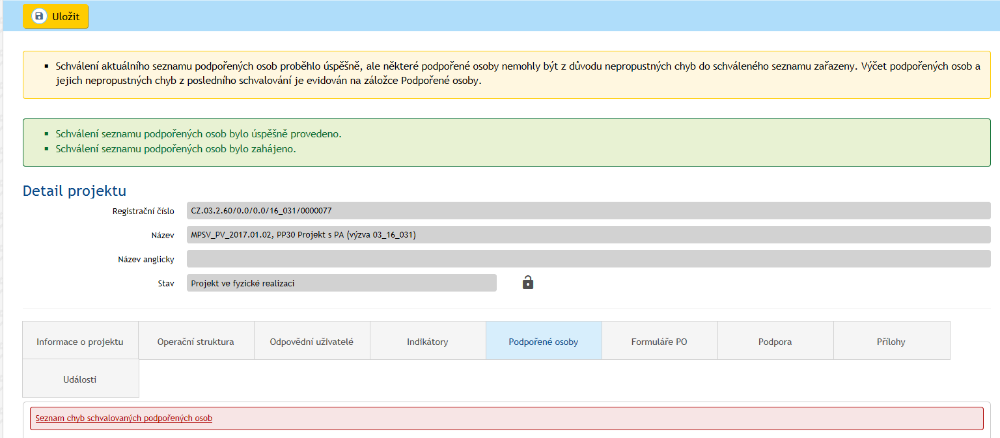 Uložit
Schválení aktuálního seznamu podpořených osob proběhlo úspěšně, ale některé podpořené osoby nemohly být z důvodu nepropustných chyb do schváleného seznamu zařazeny. Výčet podpořených osob a
jejich nepropustných chyb z posledního schvalování je evidován na záložce Podpořené osoby.
Schválení seznamu podpořených osob bylo úspěšně provedeno.
Schválení seznamu podpořených osob bylo zahájeno.
Detail projektu
Registrační číslo CZ.03.2.60/0.0/0.0/16_031/0000077
Název MPSV_PV_2017.01.02, PP30 Projekt s PA (výzva 03_16_031)
Název anglicky
Stav Projekt ve fyzické realizaci
Informace o projektu Operační struktura Odpovědní uživatelé Indikátory Podpořené osoby Formuláře PO Podpora Přílohy
Události
Seznam chyb schvalovaných podpořených osob